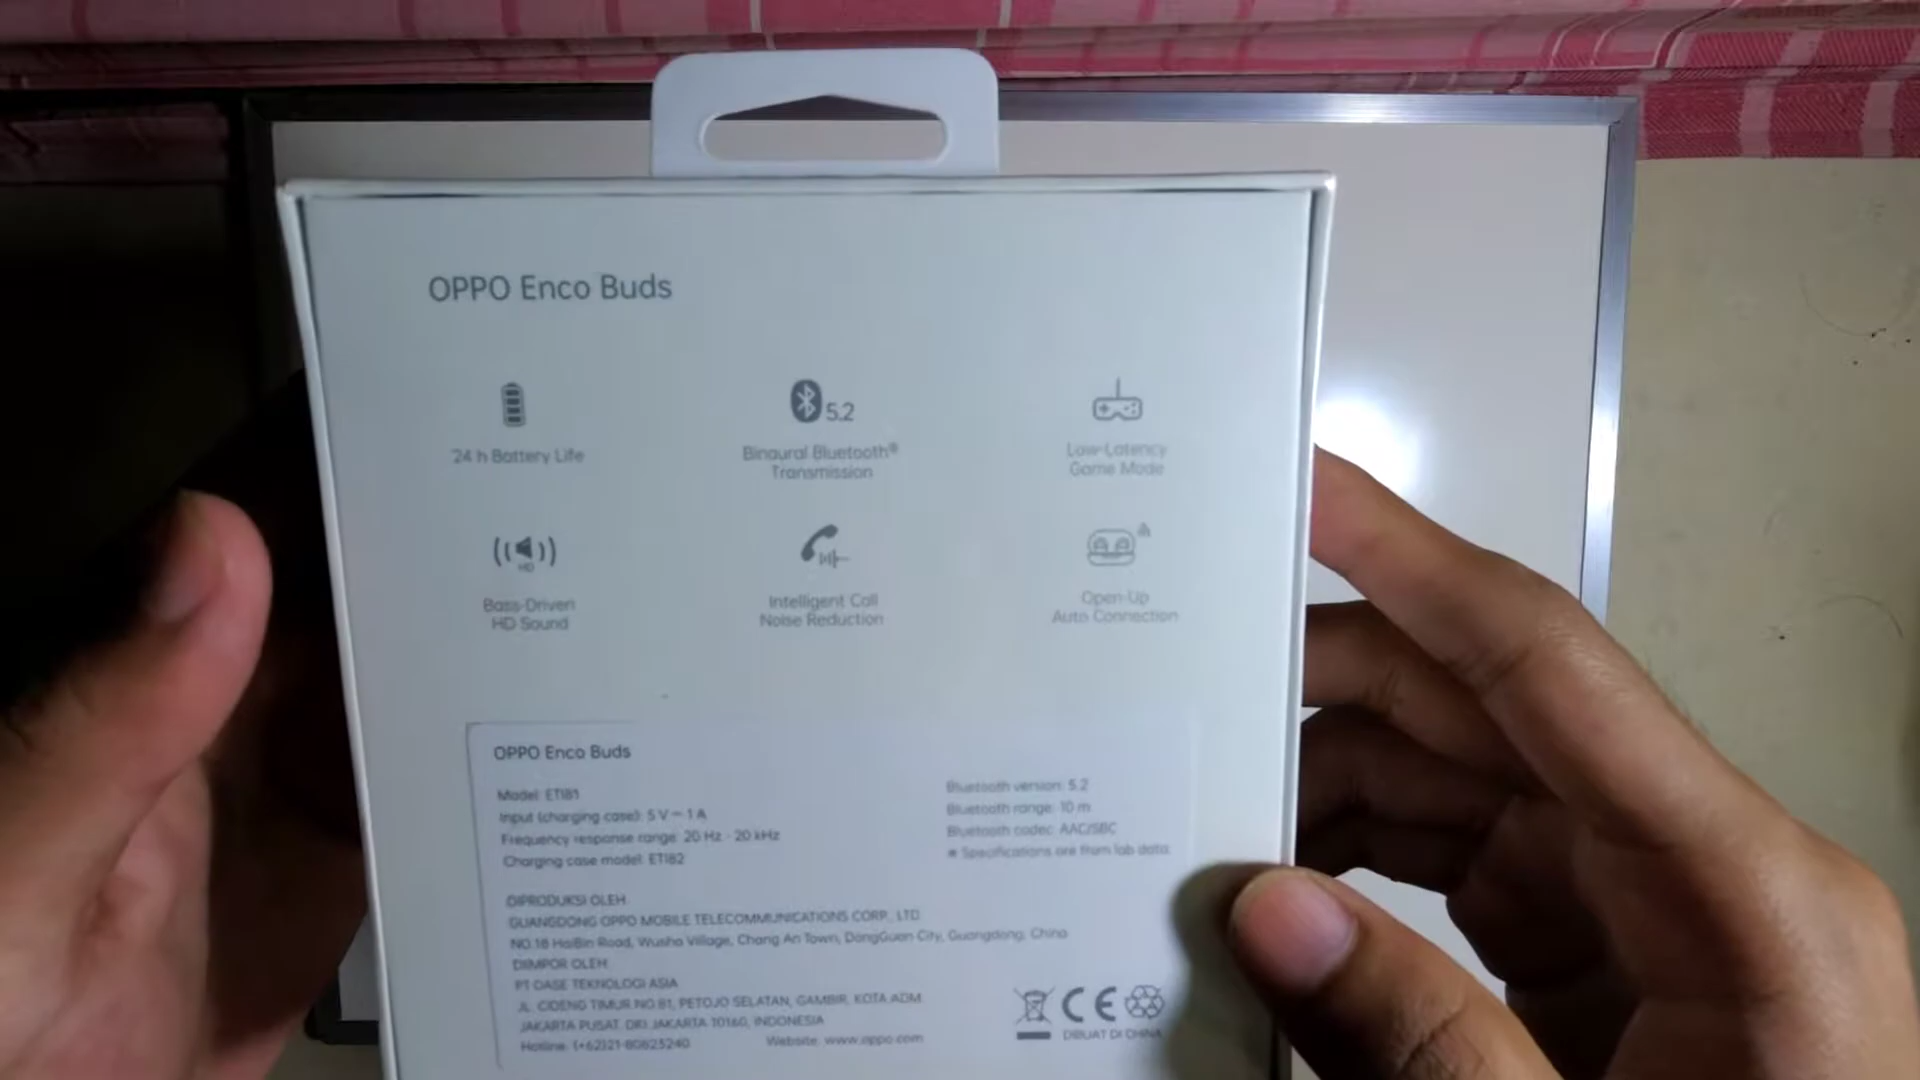 OPPO Enco Buds
24 h Battery Life
5.2
Binaural Bluetooth®
Transmission
Low-Latency
Game Mode
HD
Bass-Driven
HD Sound
Intelligent Call
Noise Reduction
Open-Up
Auto Connection
OPPO Enco Buds
Model: ETI81
Input (charging case): 5 V ⎓ 1 A
Frequency response range: 20 Hz - 20 kHz
Charging case model: ETI82
Bluetooth version: 5.2
Bluetooth range: 10 m
Bluetooth codec: AAC/SBC
* Specifications are from lab data.
DIPRODUKSI OLEH:
GUANGDONG OPPO MOBILE TELECOMMUNICATIONS CORP., LTD.
NO.18 HaiBin Road, Wusha Village, Chang An Town, DongGuan City, Guangdong, China
DIIMPOR OLEH:
PT OASE TEKNOLOGI ASIA
JL. CIDENG TIMUR NO 81, PETOJO SELATAN, GAMBIR, KOTA ADM.
JAKARTA PUSAT. DKI JAKARTA 10160, INDONESIA
Hotline: (+62)21-80623240
Website: www.oppo.com
CE
DIBUAT DI CHINA